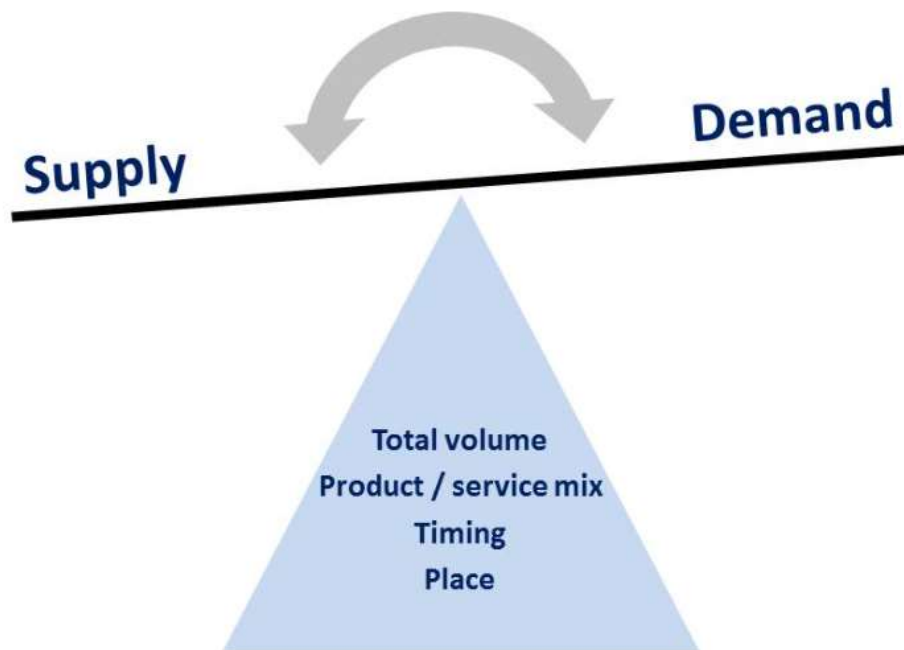 Supply
Demand
Total volume
Product / service mix
Timing
Place